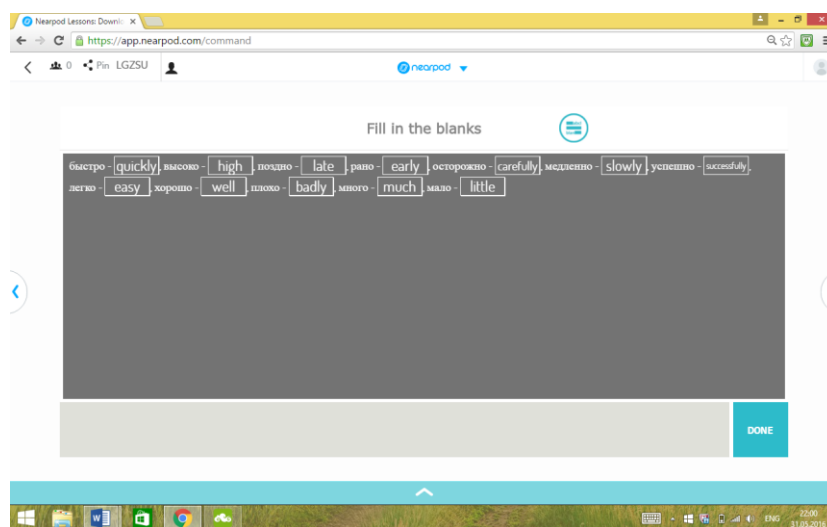 Nearpod Lessons: Downlo
https://app.nearpod.com/command
0 Pin LGZSU nearpod
Fill in the blanks
быстро - quickly, высоко - high, поздно - late, рано - early, осторожно - carefully, медленно - slowly, успешно - successfully,
легко - easy, хорошо - well, плохо - badly, много - much, мало - little
DONE
ENG 22:00